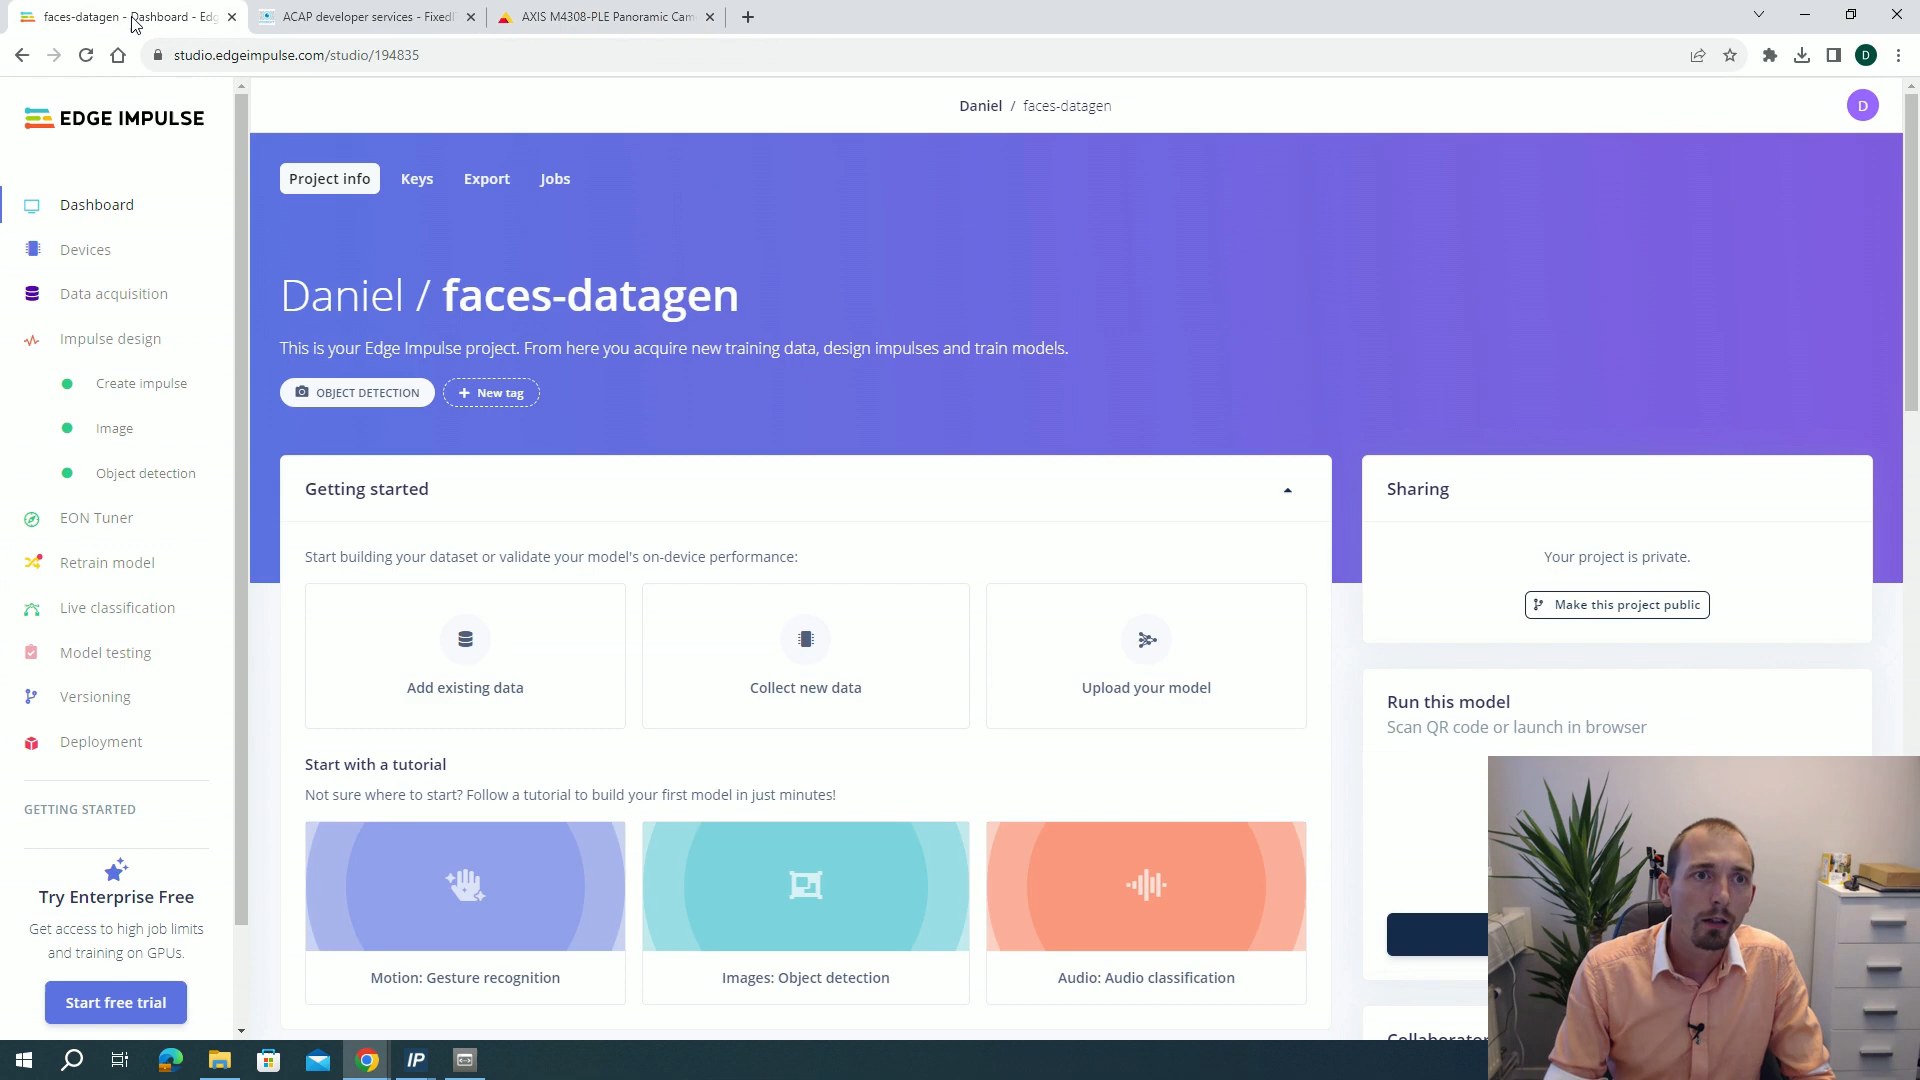 faces-datagen - Dashboard - Edg
ACAP developer services - FixedIT
AXIS M4308-PLE Panoramic Cam
studio.edgeimpulse.com/studio/194835
D
EDGE IMPULSE
Daniel / faces-datagen
D
Dashboard
Devices
Data acquisition
Impulse design
Create impulse
Image
Object detection
EON Tuner
Retrain model
Live classification
Model testing
Versioning
Deployment
GETTING STARTED
Try Enterprise Free
Get access to high job limits
and training on GPUs.
Start free trial
Project info
Keys
Export
Jobs
Daniel / faces-datagen
This is your Edge Impulse project. From here you acquire new training data, design impulses and train models.
OBJECT DETECTION
+ New tag
Getting started
Start building your dataset or validate your model's on-device performance:
Add existing data
Collect new data
Upload your model
Start with a tutorial
Not sure where to start? Follow a tutorial to build your first model in just minutes!
Motion: Gesture recognition
Images: Object detection
Audio: Audio classification
Sharing
Your project is private.
Make this project public
Run this model
Scan QR code or launch in browser
Collaborator
IP